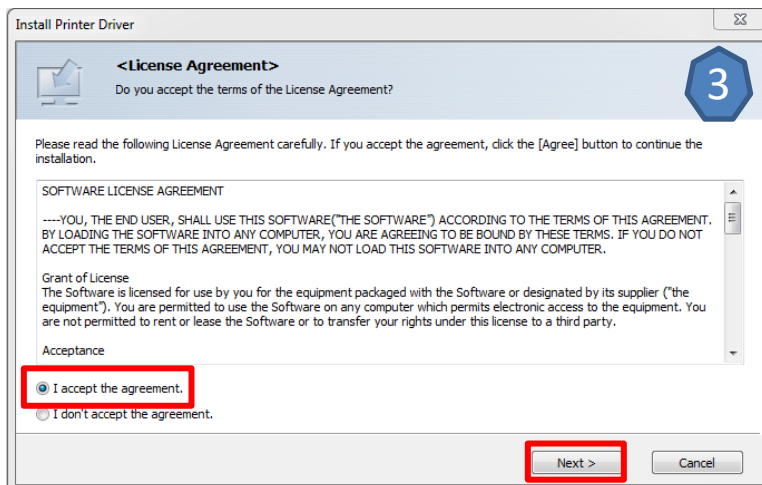 Install Printer Driver
<License Agreement>
Do you accept the terms of the License Agreement?
3
Please read the following License Agreement carefully. If you accept the agreement, click the [Agree] button to continue the
installation.
SOFTWARE LICENSE AGREEMENT
----YOU, THE END USER, SHALL USE THIS SOFTWARE("THE SOFTWARE") ACCORDING TO THE TERMS OF THIS AGREEMENT.
BY LOADING THE SOFTWARE INTO ANY COMPUTER, YOU ARE AGREEING TO BE BOUND BY THESE TERMS. IF YOU DO NOT
ACCEPT THE TERMS OF THIS AGREEMENT, YOU MAY NOT LOAD THIS SOFTWARE INTO ANY COMPUTER.
Grant of License
The Software is licensed for use by you for the equipment packaged with the Software or designated by its supplier ("the
equipment"). You are permitted to use the Software on any computer which permits electronic access to the equipment. You
are not permitted to rent or lease the Software or to transfer your rights under this license to a third party.
Acceptance
I accept the agreement.
I don't accept the agreement.
Next >
Cancel